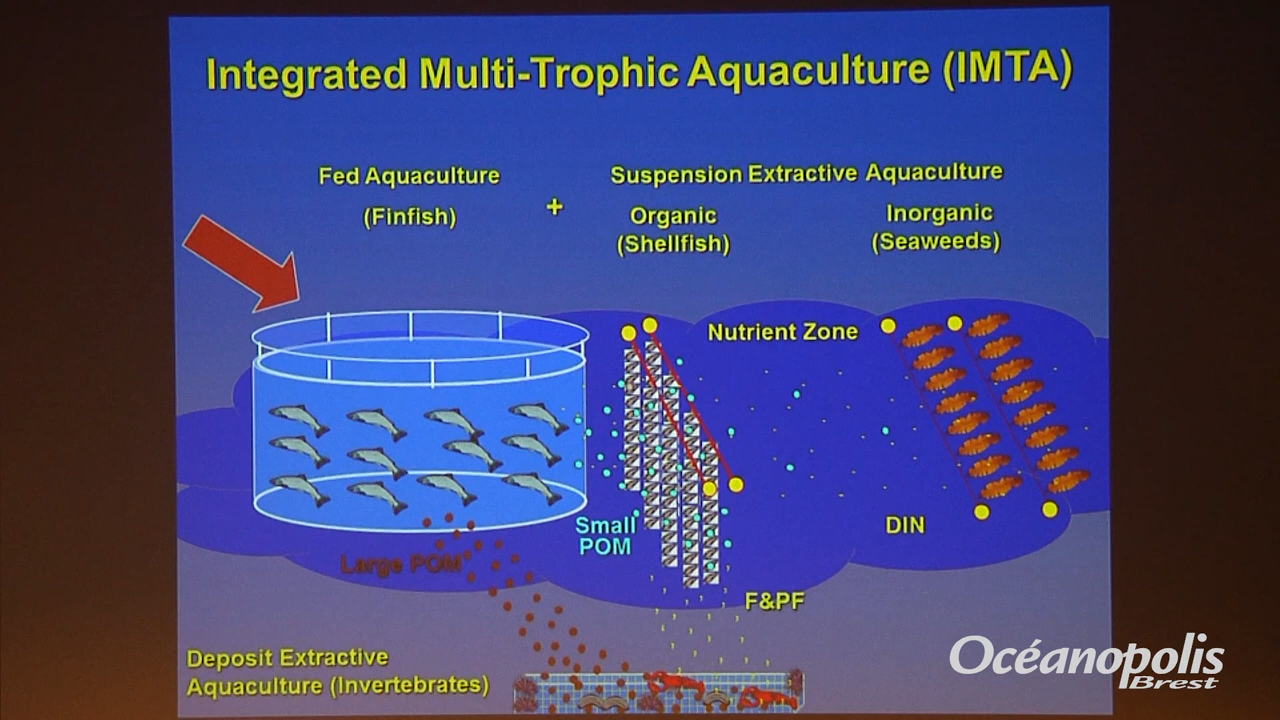 Integrated Multi-Trophic Aquaculture (IMTA)
Fed Aquaculture
(Finfish)
+
Suspension Extractive Aquaculture
Organic
(Shellfish)
Inorganic
(Seaweeds)
Nutrient Zone
Small
POM
DIN
Large POM
F&PF
Deposit Extractive
Aquaculture (Invertebrates)
Océanopolis
Brest